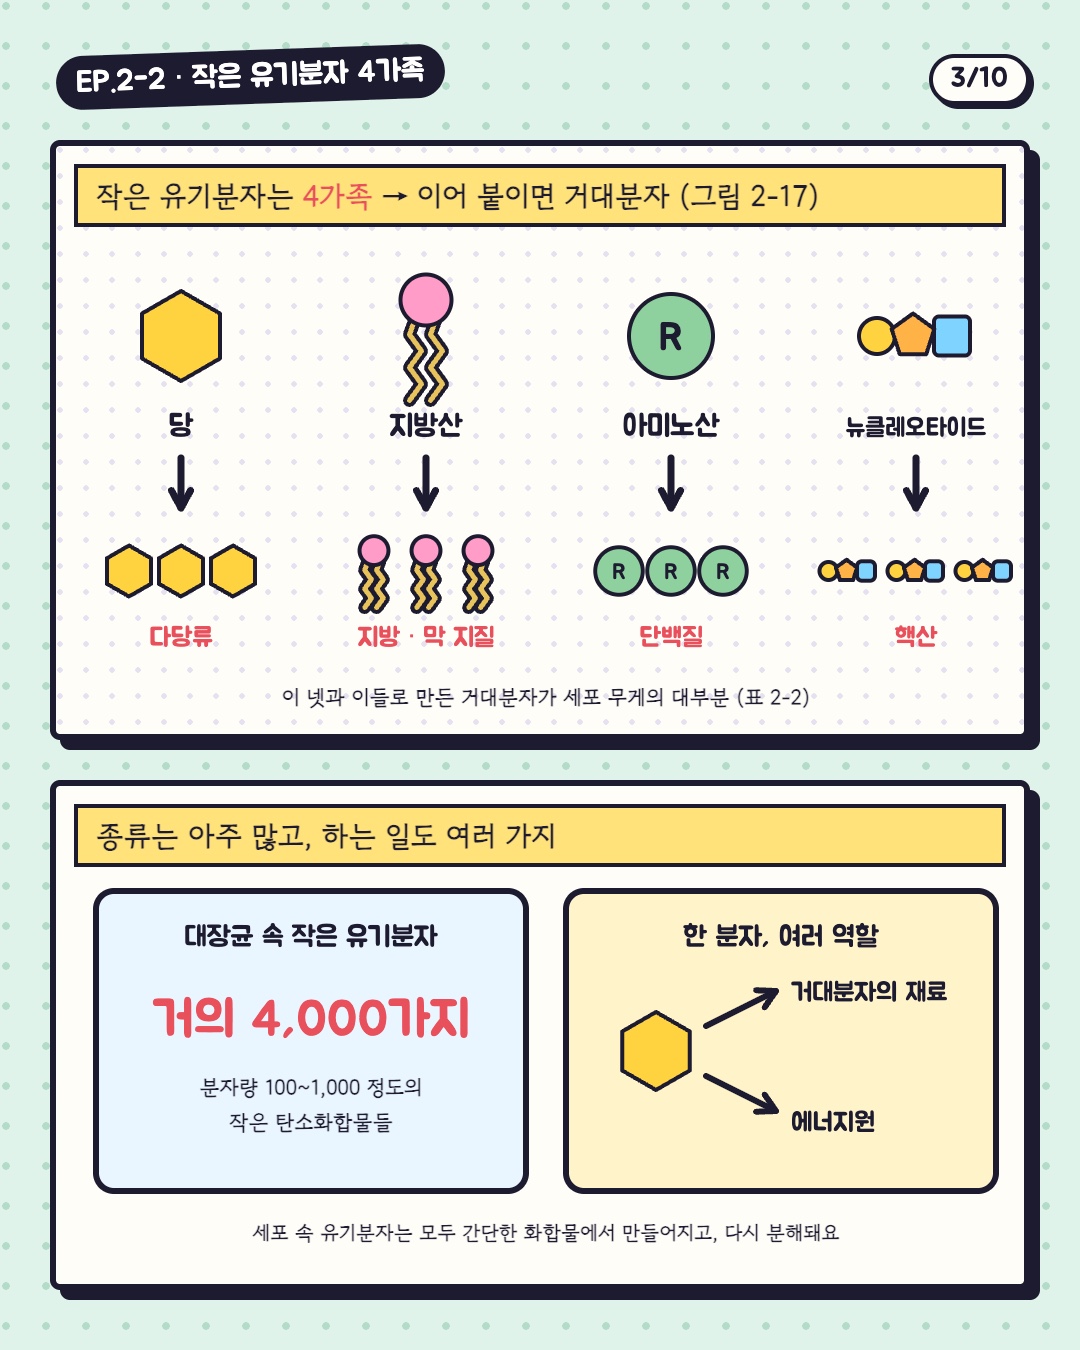 EP.2-2 · 작은 유기분자 4가족
3/10
작은 유기분자는 4가족 → 이어 붙이면 거대분자 (그림 2-17)
R
당
지방산
아미노산
뉴클레오타이드
R R R
다당류
지방 · 막 지질
단백질
핵산
이 넷과 이들로 만든 거대분자가 세포 무게의 대부분 (표 2-2)
종류는 아주 많고, 하는 일도 여러 가지
대장균 속 작은 유기분자
거의 4,000가지
분자량 100~1,000 정도의
작은 탄소화합물들
한 분자, 여러 역할
거대분자의 재료
에너지원
세포 속 유기분자는 모두 간단한 화합물에서 만들어지고, 다시 분해돼요